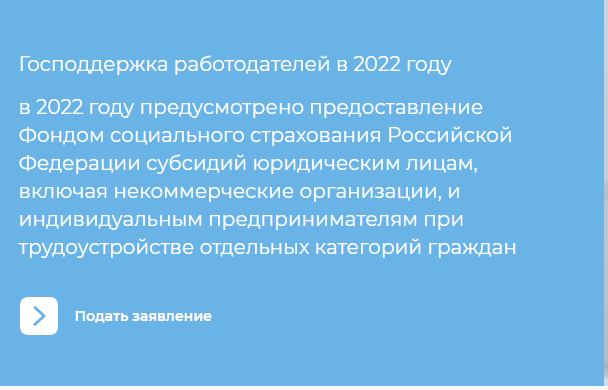 Господдержка работодателей в 2022 году
в 2022 году предусмотрено предоставление
Фондом социального страхования Российской
Федерации субсидий юридическим лицам,
включая некоммерческие организации, и
индивидуальным предпринимателям при
трудоустройстве отдельных категорий граждан
Подать заявление